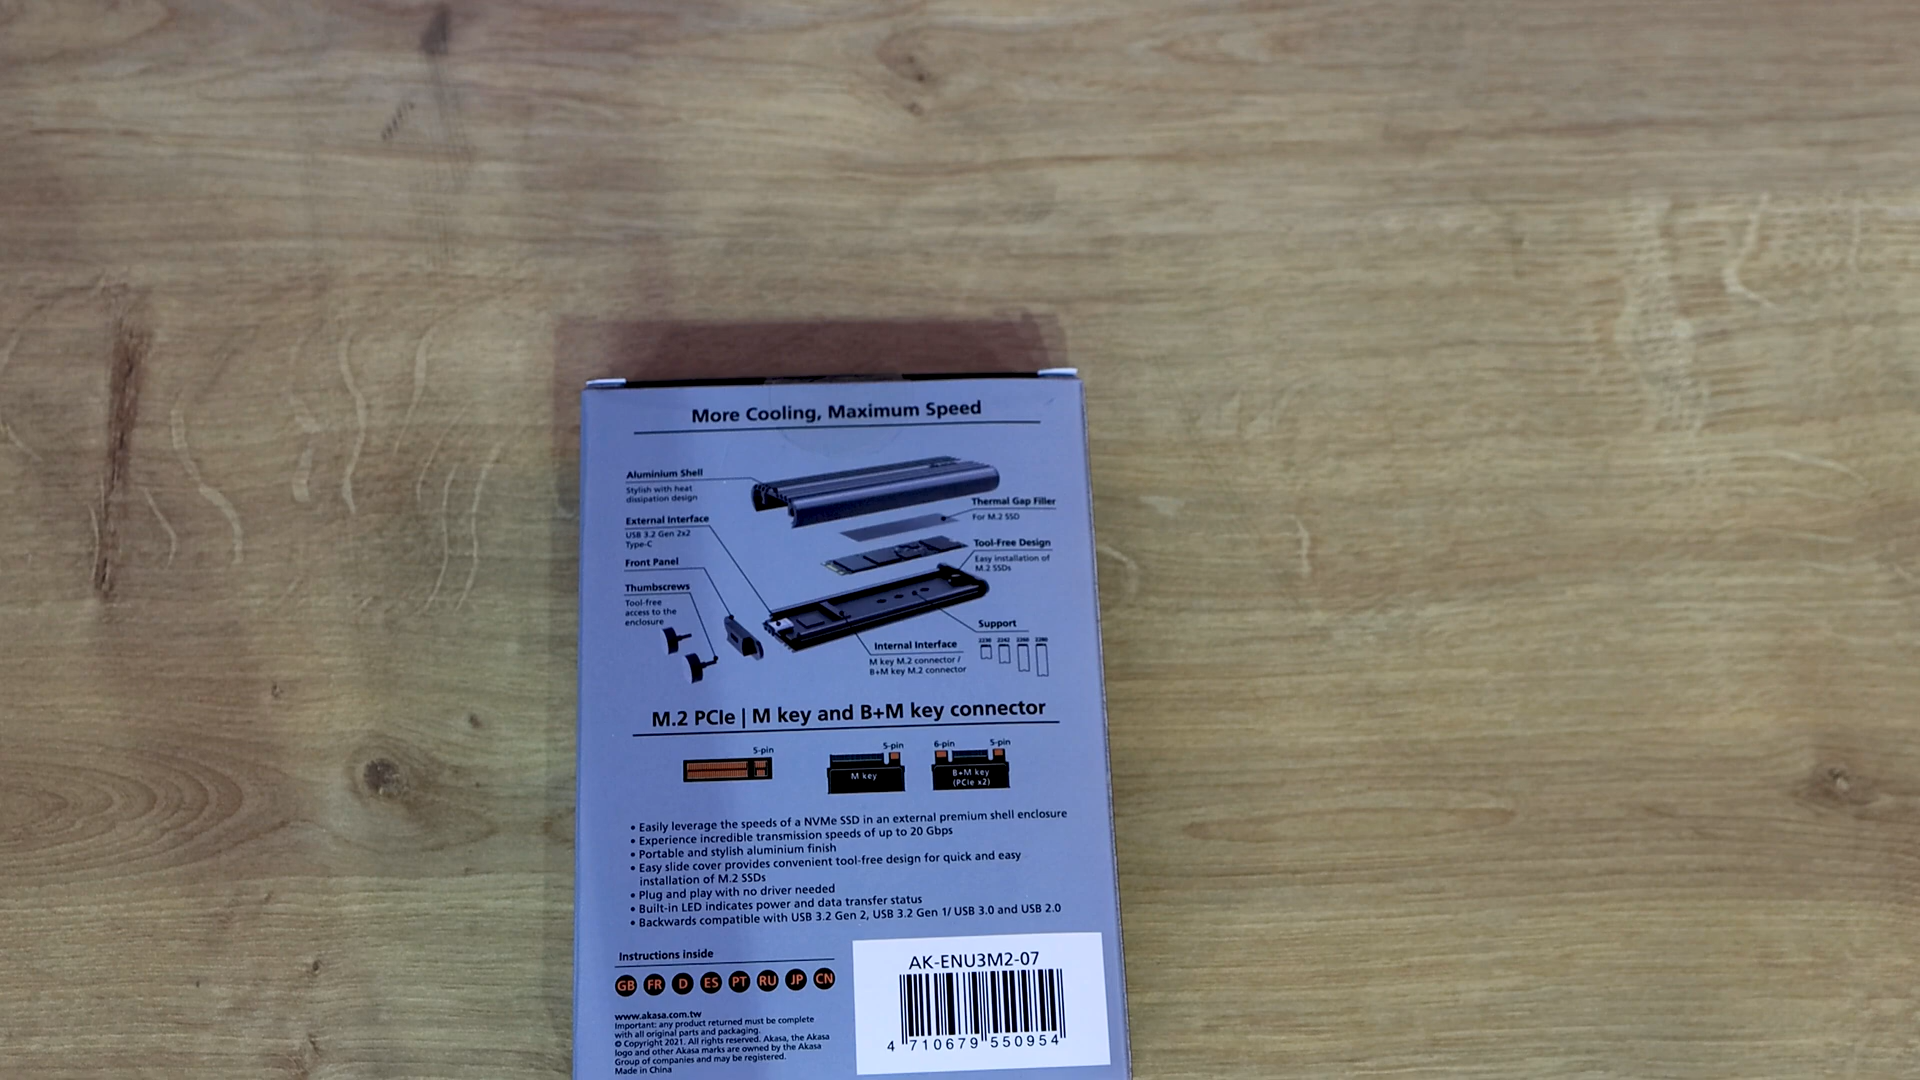 More Cooling, Maximum Speed
Aluminium Shell
Stylish with heat
dissipation design
External Interface
USB 3.2 Gen 2x2
Type-C
Front Panel
Thumbscrews
Tool-free
access to the
enclosure
Thermal Gap Filler
For M.2 SSD
Tool-Free Design
Easy installation of
M.2 SSDs
Support
2230 2242 2260 2280
Internal Interface
M key M.2 connector /
B+M key M.2 connector
M.2 PCIe | M key and B+M key connector
5-pin
5-pin
6-pin 5-pin
M key
B+M key
(PCIe x2)
• Easily leverage the speeds of a NVMe SSD in an external premium shell enclosure
• Experience incredible transmission speeds of up to 20 Gbps
• Portable and stylish aluminium finish
• Easy slide cover provides convenient tool-free design for quick and easy
installation of M.2 SSDs
• Plug and play with no driver needed
• Built-in LED indicates power and data transfer status
• Backwards compatible with USB 3.2 Gen 2, USB 3.2 Gen 1/ USB 3.0 and USB 2.0
Instructions inside
GB FR D ES PT RU JP CN
www.akasa.com.tw
Important: any product returned must be complete
with all original parts and packaging.
© Copyright 2021. All rights reserved. Akasa, the Akasa
logo and other Akasa marks are owned by the Akasa
Group of companies and may be registered.
Made in China
AK-ENU3M2-07
4 710679 550954